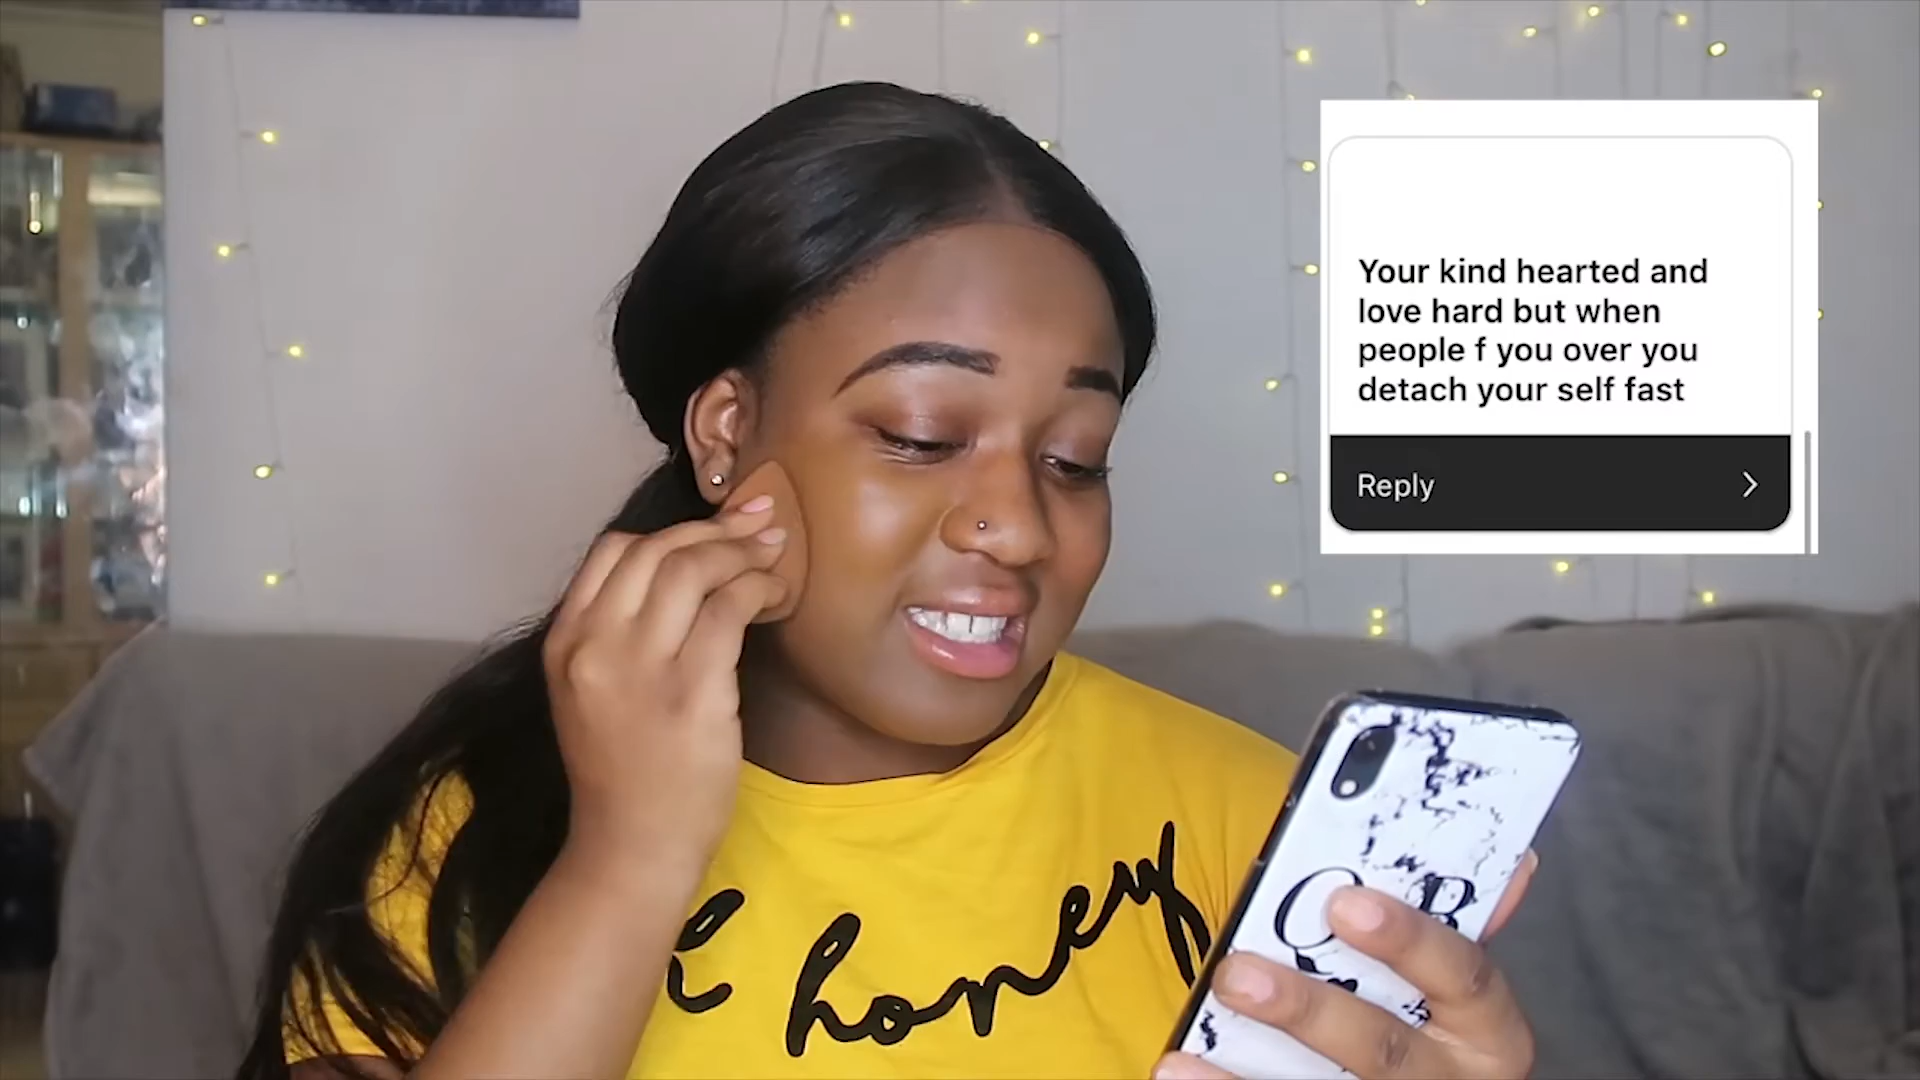 Your kind hearted and
love hard but when
people f you over you
detach your self fast
Reply
honey
Q B